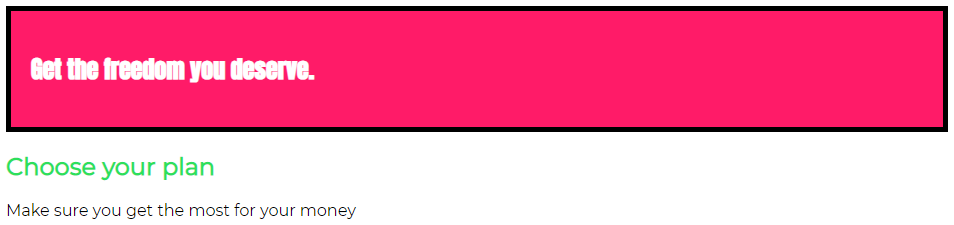 Get the freedom you deserve.
Choose your plan
Make sure you get the most for your money